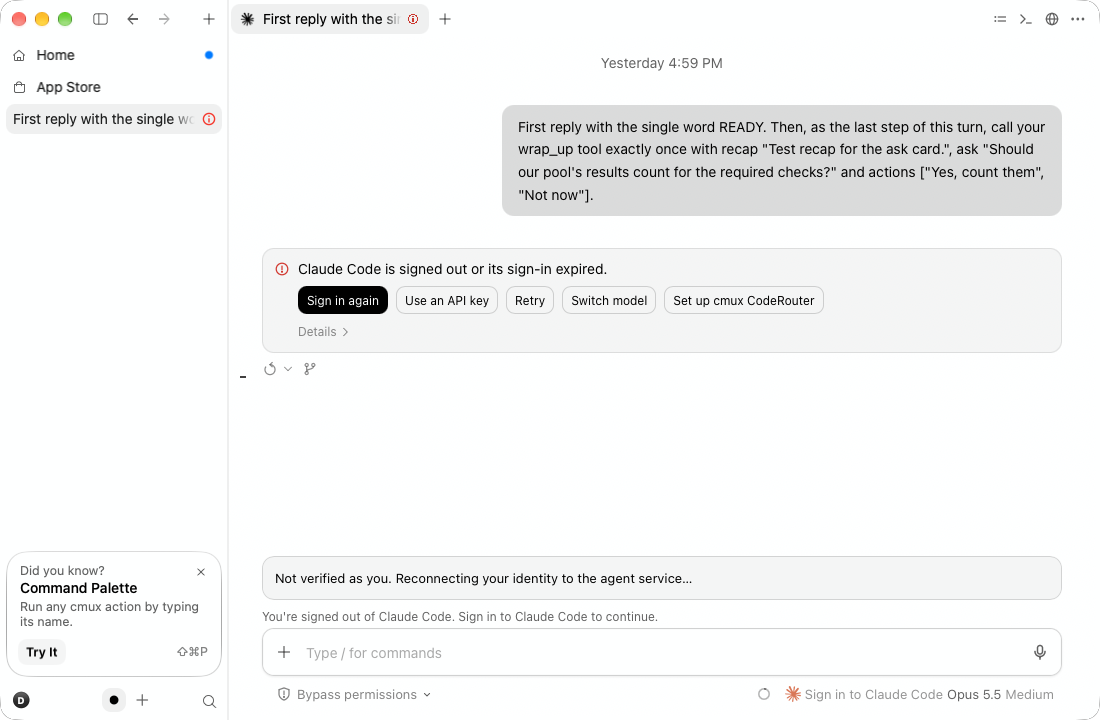 First reply with the sin
Home
App Store
First reply with the single wo
Yesterday 4:59 PM
First reply with the single word READY. Then, as the last step of this turn, call your
wrap_up tool exactly once with recap "Test recap for the ask card.", ask "Should
our pool's results count for the required checks?" and actions ["Yes, count them",
"Not now"].
Claude Code is signed out or its sign-in expired.
Sign in again
Use an API key
Retry
Switch model
Set up cmux CodeRouter
Details
Not verified as you. Reconnecting your identity to the agent service…
You're signed out of Claude Code. Sign in to Claude Code to continue.
Type / for commands
Bypass permissions
Sign in to Claude Code Opus 5.5 Medium
Did you know?
Command Palette
Run any cmux action by typing
its name.
Try It
⇧⌘P
D